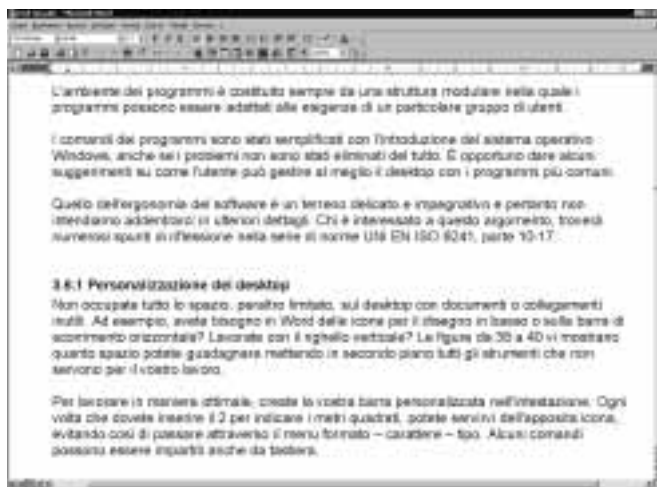 L'ambiente dei programmi è costituito sempre da una struttura modulare nella quale i
programmi possono essere adattati alle esigenze di un particolare gruppo di utenti.
I comandi dei programmi sono stati semplificati con l'introduzione del sistema operativo
Windows, anche se i problemi non sono stati eliminati del tutto. È opportuno dare alcuni
suggerimenti su come l'utente può gestire al meglio il desktop con i programmi più comuni.
Quello dell'ergonomia del software è un terreno delicato e impegnativo e pertanto non
intendiamo addentrarci in ulteriori dettagli. Chi è interessato a questo argomento, troverà
numerosi spunti di riflessione nella serie di norme UNI EN ISO 9241, parte 10-17.
3.6.1 Personalizzazione del desktop
Non occupate tutto lo spazio, peraltro limitato, sul desktop con documenti o collegamenti
inutili. Ad esempio, avete bisogno in Word delle icone per il disegno in basso o sulla barra di
scorrimento orizzontale? Lavorate con il righello verticale? Le figure da 38 a 40 vi mostrano
quanto spazio potete guadagnare mettendo in secondo piano tutti gli strumenti che non
servono per il vostro lavoro.
Per lavorare in maniera ottimale, create la vostra barra personalizzata nell'intestazione. Ogni
volta che dovete inserire il 2 per indicare i metri quadrati, potete servirvi dell'apposita icona,
evitando così di passare attraverso il menu formato – carattere – tipo. Alcuni comandi
possono essere impartiti anche da tastiera.